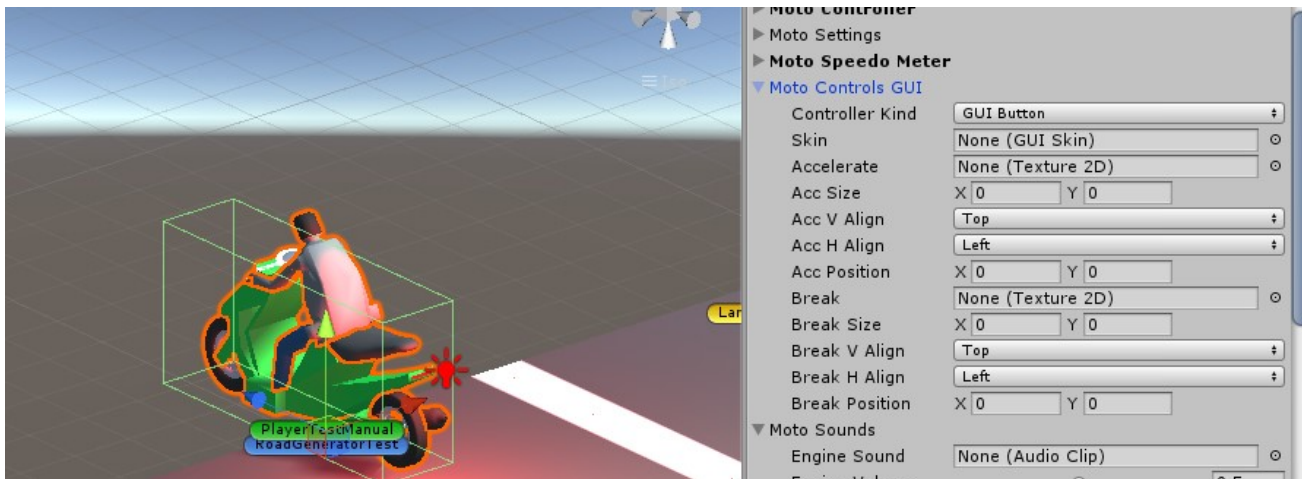 Iso
Lar
PlayerTestManual
RoadGeneratorTest
Moto Controller
Moto Settings
Moto Speedo Meter
Moto Controls GUI
Controller Kind GUI Button
Skin None (GUI Skin)
Accelerate None (Texture 2D)
Acc Size X 0 Y 0
Acc V Align Top
Acc H Align Left
Acc Position X 0 Y 0
Break None (Texture 2D)
Break Size X 0 Y 0
Break V Align Top
Break H Align Left
Break Position X 0 Y 0
Moto Sounds
Engine Sound None (Audio Clip)